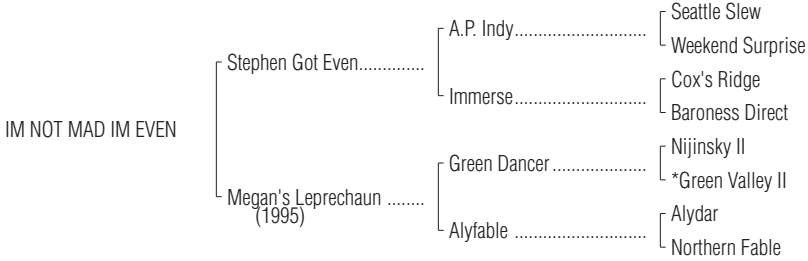 Seattle Slew
A.P. Indy..........................
Weekend Surprise
Stephen Got Even..............
Cox's Ridge
Immerse..........................
Baroness Direct
IM NOT MAD IM EVEN
Nijinsky II
Green Dancer ...................
*Green Valley II
Megan's Leprechaun ........
(1995)
Alydar
Alyfable ..........................
Northern Fable